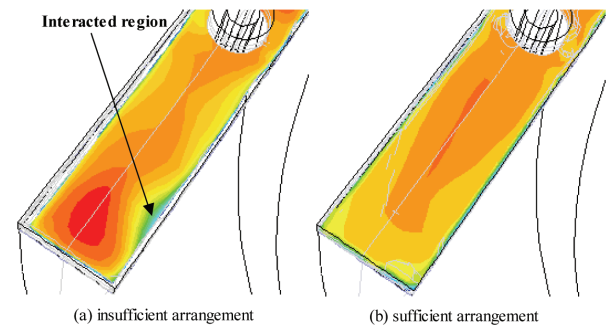 Interacted region
(a) insufficient arrangement
(b) sufficient arrangement